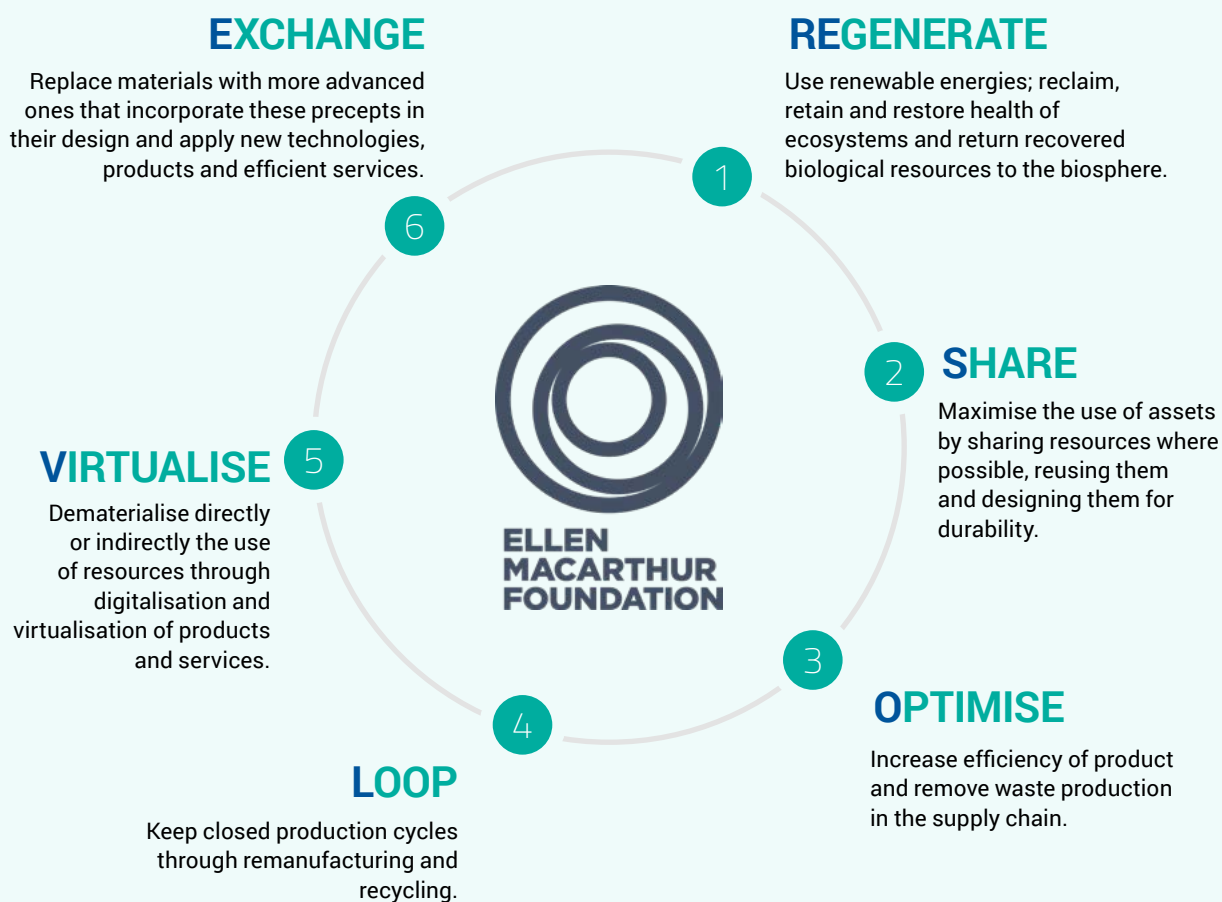 REGENERATE
Use renewable energies; reclaim,
retain and restore health of
ecosystems and return recovered
biological resources to the biosphere.
1
SHARE
Maximise the use of assets
by sharing resources where
possible, reusing them
and designing them for
durability.
2
OPTIMISE
Increase efficiency of product
and remove waste production
in the supply chain.
3
LOOP
Keep closed production cycles
through remanufacturing and
recycling.
4
VIRTUALISE
Dematerialise directly
or indirectly the use
of resources through
digitalisation and
virtualisation of products
and services.
5
EXCHANGE
Replace materials with more advanced
ones that incorporate these precepts in
their design and apply new technologies,
products and efficient services.
6
ELLEN
MACARTHUR
FOUNDATION